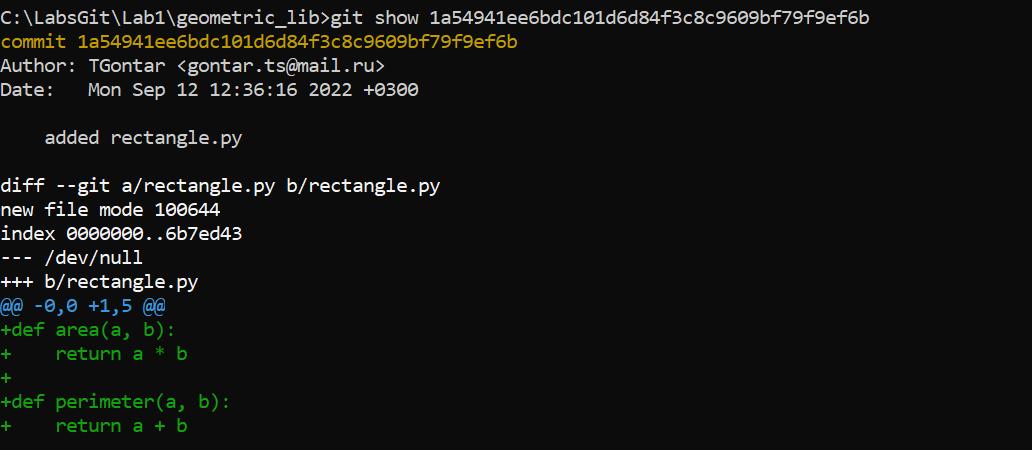 C:\LabsGit\Lab1\geometric_lib>git show 1a54941ee6bdc101d6d84f3c8c9609bf79f9ef6b
commit 1a54941ee6bdc101d6d84f3c8c9609bf79f9ef6b
Author: TGontar <gontar.ts@mail.ru>
Date:   Mon Sep 12 12:36:16 2022 +0300
    added rectangle.py
diff --git a/rectangle.py b/rectangle.py
new file mode 100644
index 0000000..6b7ed43
--- /dev/null
+++ b/rectangle.py
@@ -0,0 +1,5 @@
+def area(a, b):
+    return a * b
+
+def perimeter(a, b):
+    return a + b